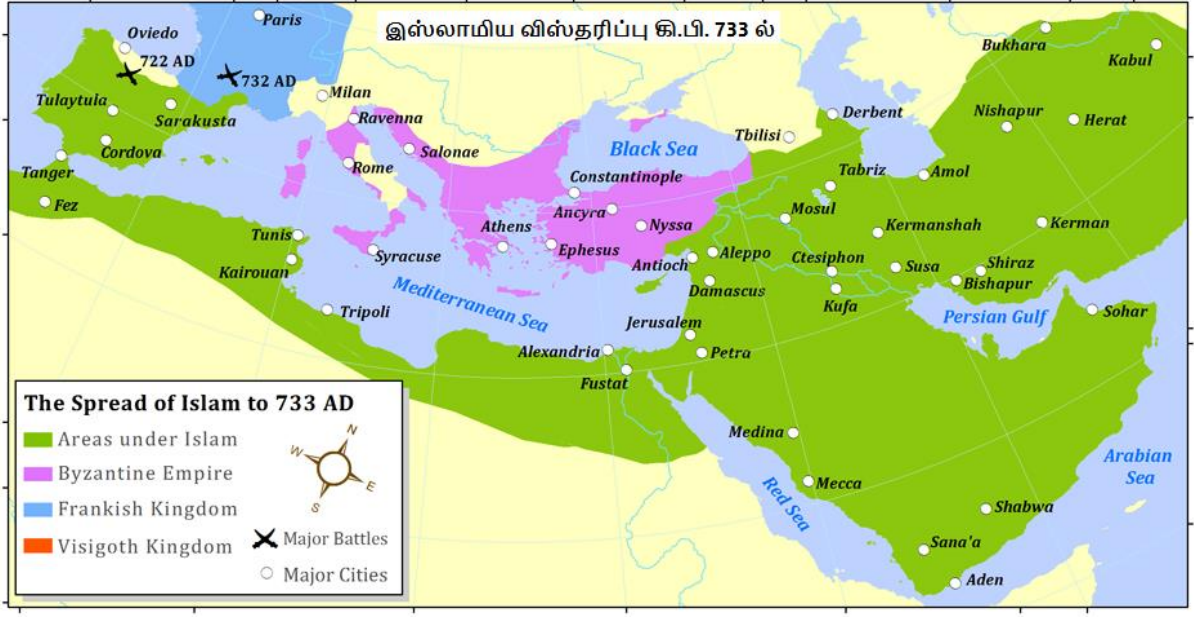 இஸ்லாமிய விஸ்தரிப்பு கி.பி. 733 ல்
Paris
Oviedo
722 AD
732 AD
Bukhara
Kabul
Milan
Tulaytula
Sarakusta
Ravenna
Derbent
Nishapur
Herat
Tbilisi
Cordova
Salonae
Black Sea
Rome
Tanger
Tabriz
Amol
Constantinople
Fez
Ancyra
Mosul
Nyssa
Kermanshah
Kerman
Athens
Tunis
Syracuse
Ephesus
Antioch
Aleppo
Ctesiphon
Susa
Shiraz
Kairouan
Damascus
Bishapur
Kufa
Mediterranean Sea
Tripoli
Persian Gulf
Sohar
Jerusalem
Alexandria
Petra
Fustat
The Spread of Islam to 733 AD
Areas under Islam
Byzantine Empire
Frankish Kingdom
Visigoth Kingdom
N
W
E
S
Major Battles
Major Cities
Medina
Mecca
Arabian
Sea
Red Sea
Shabwa
Sana'a
Aden